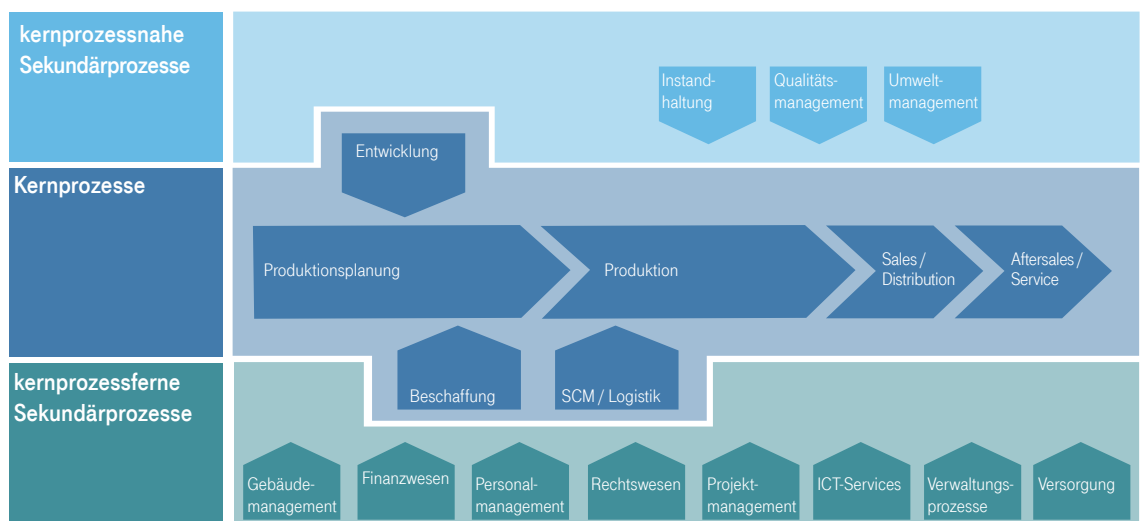 kernprozessnahe
Sekundärprozesse
Instand-
haltung
Qualitäts-
management
Umwelt-
management
Entwicklung
Kernprozesse
Produktionsplanung
Produktion
Sales /
Distribution
Aftersales /
Service
Beschaffung
SCM / Logistik
kernprozessferne
Sekundärprozesse
Gebäude-
management
Finanzwesen
Personal-
management
Rechtswesen
Projekt-
management
ICT-Services
Verwaltungs-
prozesse
Versorgung